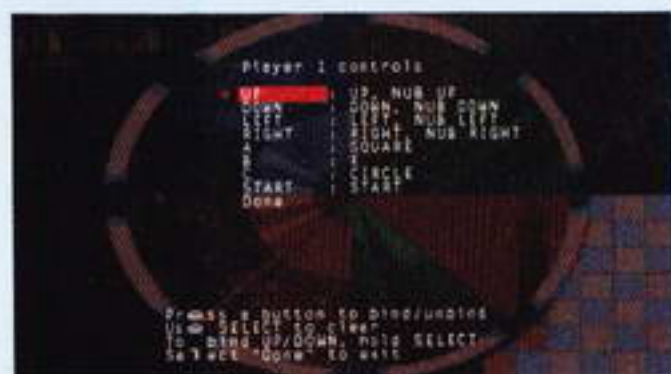 Player 1 controls
UP : UP, NUB UP
DOWN : DOWN, NUB DOWN
LEFT : LEFT, NUB LEFT
RIGHT : RIGHT, NUB RIGHT
A : SQUARE
B : X
C : CIRCLE
START : START
Done
Press a button to bind/unbind
Use SELECT to clear
To bind UP/DOWN, hold SELECT
Select "Done" to exit